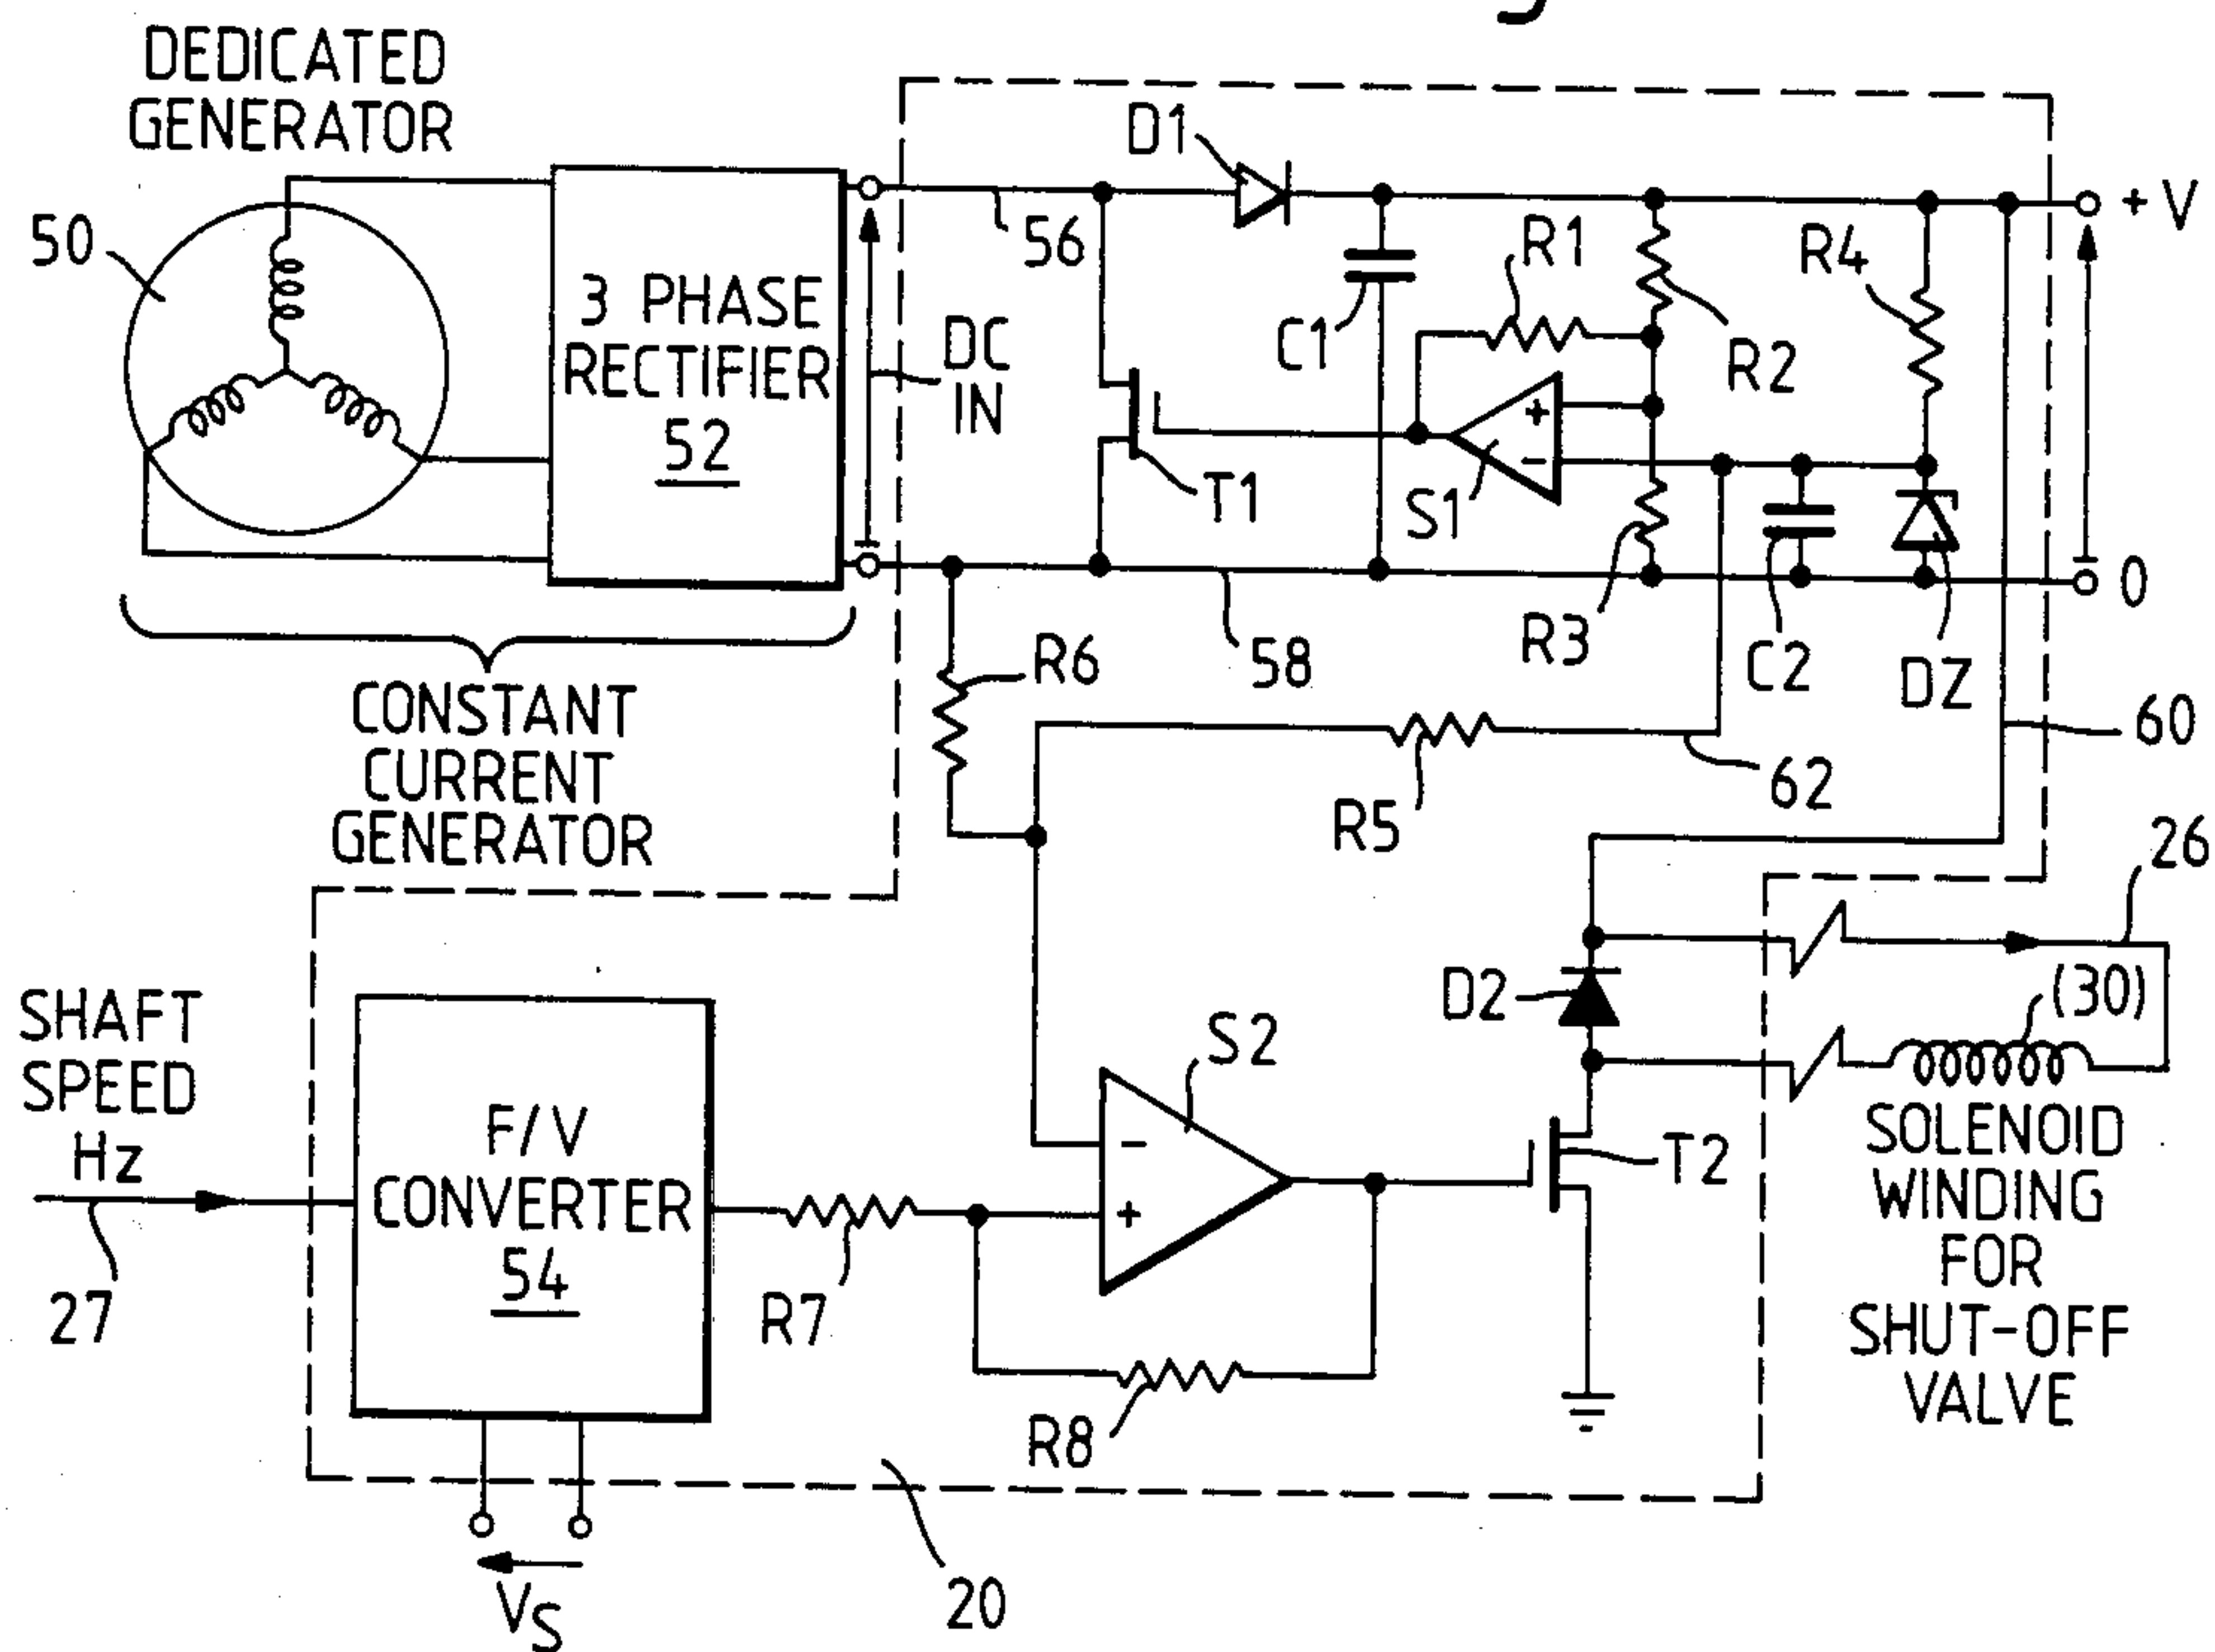 DEDICATED
GENERATOR
50
3 PHASE
RECTIFIER
52
DC
IN
56
D1
C1
R1
R2
R4
+V
T1
+
-
S1
R3
C2
DZ
0
58
60
62
R6
R5
CONSTANT
CURRENT
GENERATOR
26
(30)
D2
SOLENOID
WINDING
FOR
SHUT-OFF
VALVE
SHAFT
SPEED
Hz
27
F/V
CONVERTER
54
R7
S2
-
+
T2
R8
VS
20